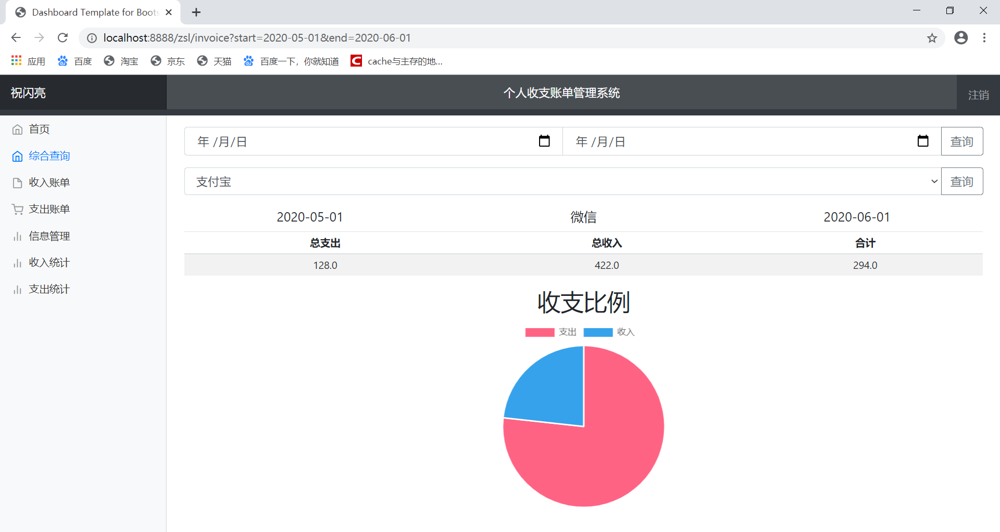 Dashboard Template for Boots
localhost:8888/zsl/invoice?start=2020-05-01&end=2020-06-01
应用 百度 淘宝 京东 天猫 百度一下，你就知道 cache与主存的地...
祝闪亮 个人收支账单管理系统 注销
首页
综合查询
收入账单
支出账单
信息管理
收入统计
支出统计
年 /月/日 年 /月/日 查询
支付宝 查询
2020-05-01 微信 2020-06-01
总支出 总收入 合计
128.0 422.0 294.0
收支比例
支出 收入